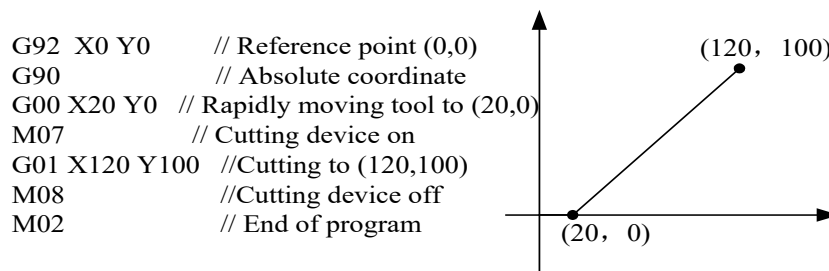 G92 X0 Y0 // Reference point (0,0)
G90 // Absolute coordinate
G00 X20 Y0 // Rapidly moving tool to (20,0)
M07 // Cutting device on
G01 X120 Y100 //Cutting to (120,100)
M08 //Cutting device off
M02 // End of program
(120， 100)
(20， 0)